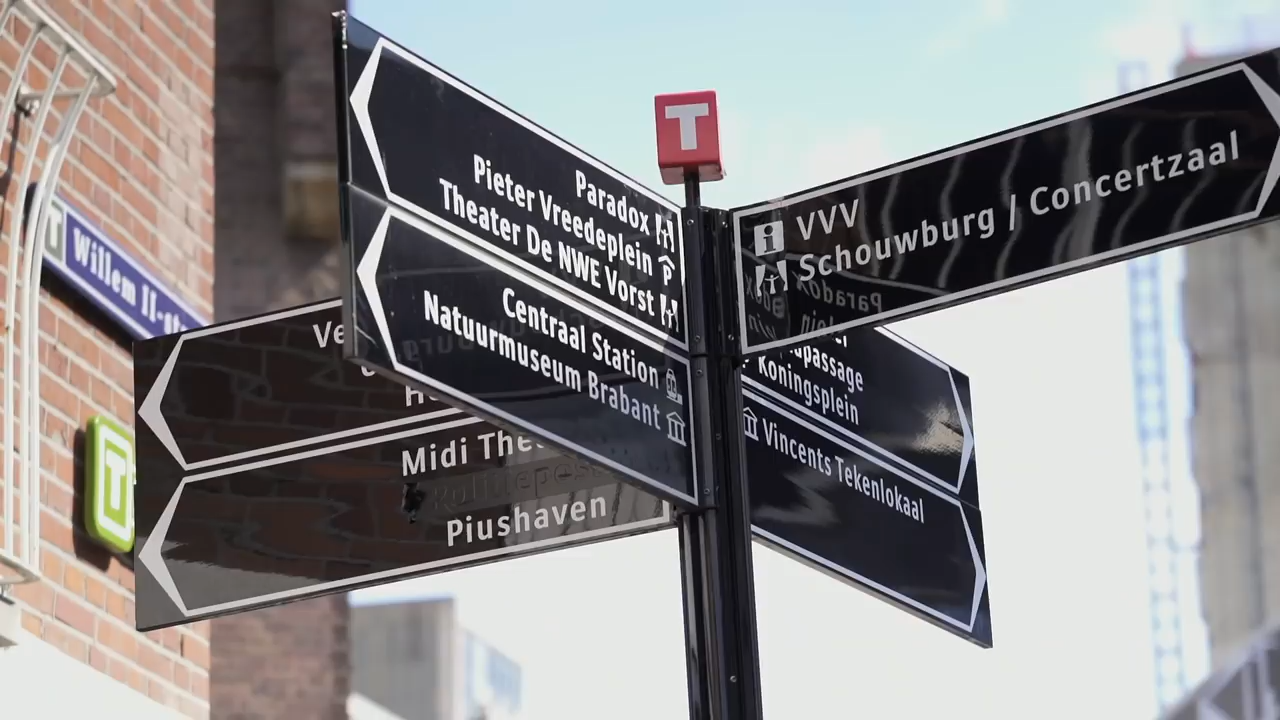 T
Paradox
Pieter Vreedeplein
Theater De NWE Vorst
Centraal Station
Natuurmuseum Brabant
i VVV
Schouwburg / Concertzaal
Koningsplein
Vincents Tekenlokaal
Midi
Piushaven
T Willem II-
T